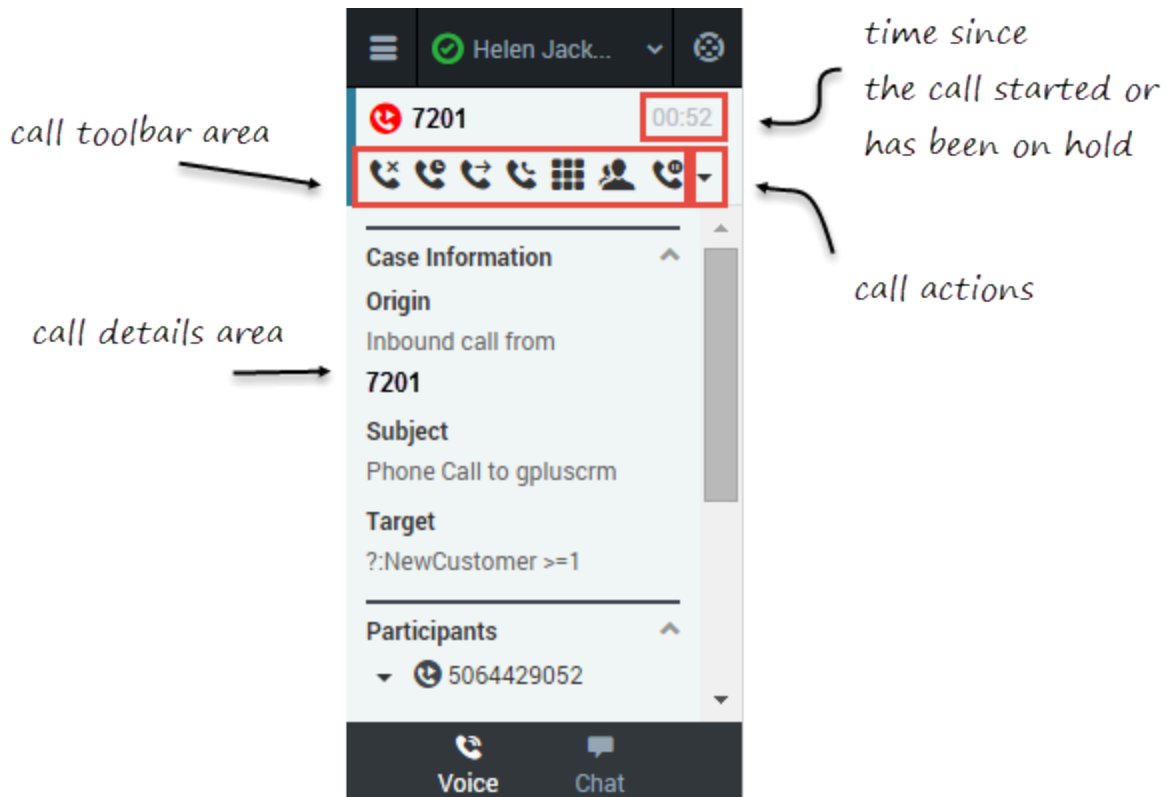 Helen Jack...
time since
the call started or
has been on hold
7201
00:52
call toolbar area
call actions
Case Information
Origin
Inbound call from
7201
call details area
Subject
Phone Call to gpluscrm
Target
?:NewCustomer >=1
Participants
5064429052
Voice
Chat